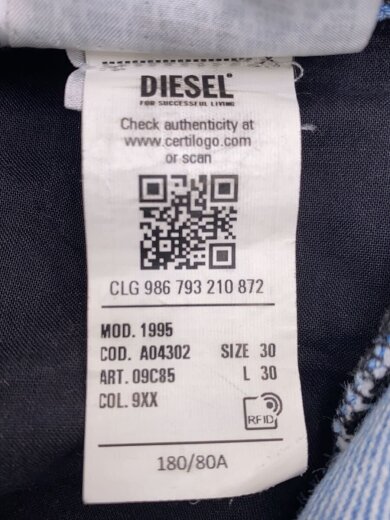 DIESEL
FOR SUCCESSFUL LIVING
Check authenticity at
www.certilogo.com
or scan
CLG 986 793 210 872
MOD. 1995
COD. A04302 SIZE 30
ART. 09C85 L 30
COL. 9XX
RFID
180/80A